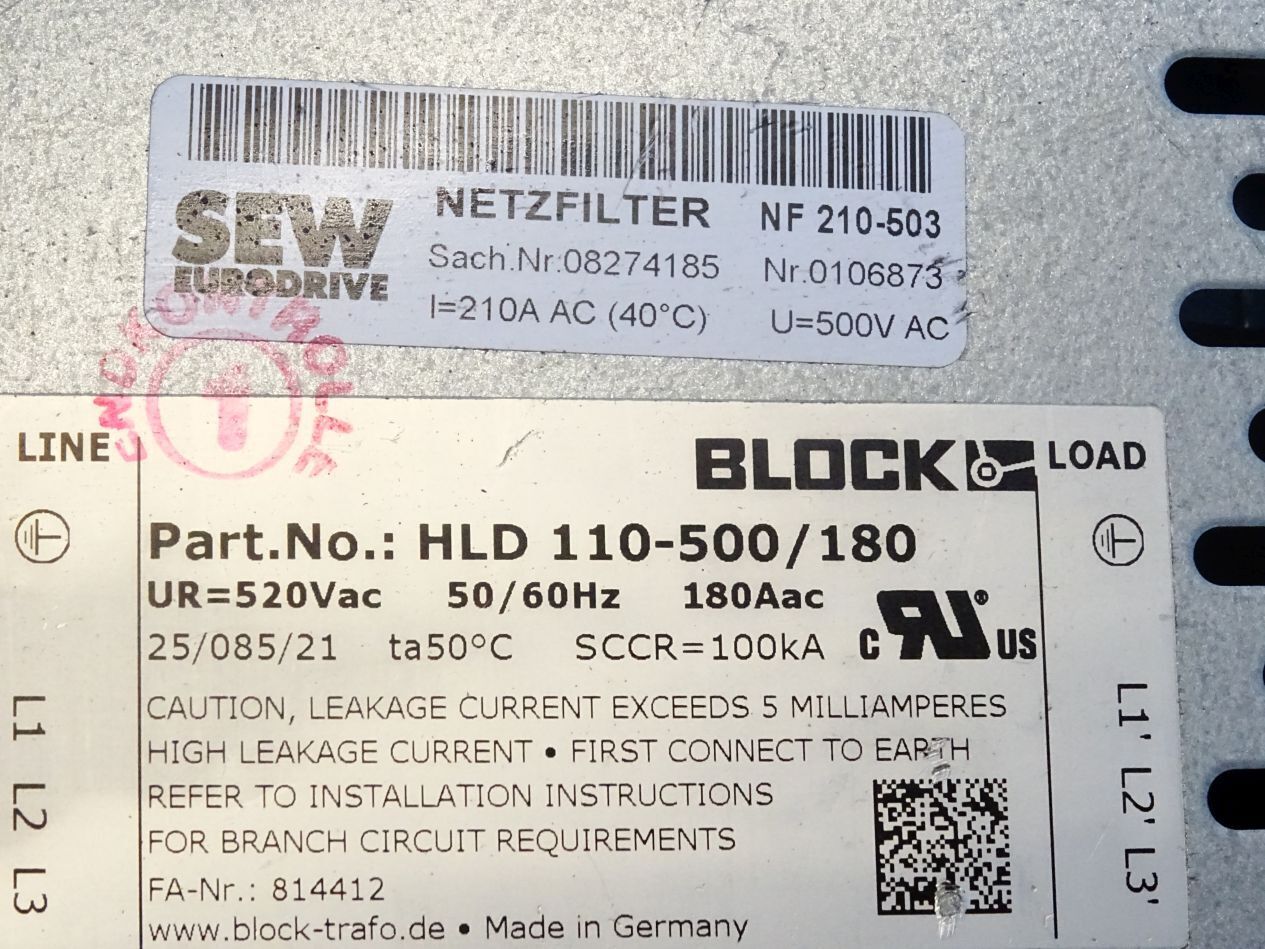 SEW
EURODRIVE
NETZFILTER NF 210-503
Sach.Nr:08274185 Nr.0106873
I=210A AC (40°C) U=500V AC
ENDKONTROLLE
1
LINE
BLOCK
LOAD
Part.No.: HLD 110-500/180
UR=520Vac 50/60Hz 180Aac
25/085/21 ta50°C SCCR=100kA
c RU® US
CAUTION, LEAKAGE CURRENT EXCEEDS 5 MILLIAMPERES
HIGH LEAKAGE CURRENT • FIRST CONNECT TO EARTH
REFER TO INSTALLATION INSTRUCTIONS
FOR BRANCH CIRCUIT REQUIREMENTS
FA-Nr.: 814412
www.block-trafo.de • Made in Germany
L1 L2 L3
L1' L2' L3'